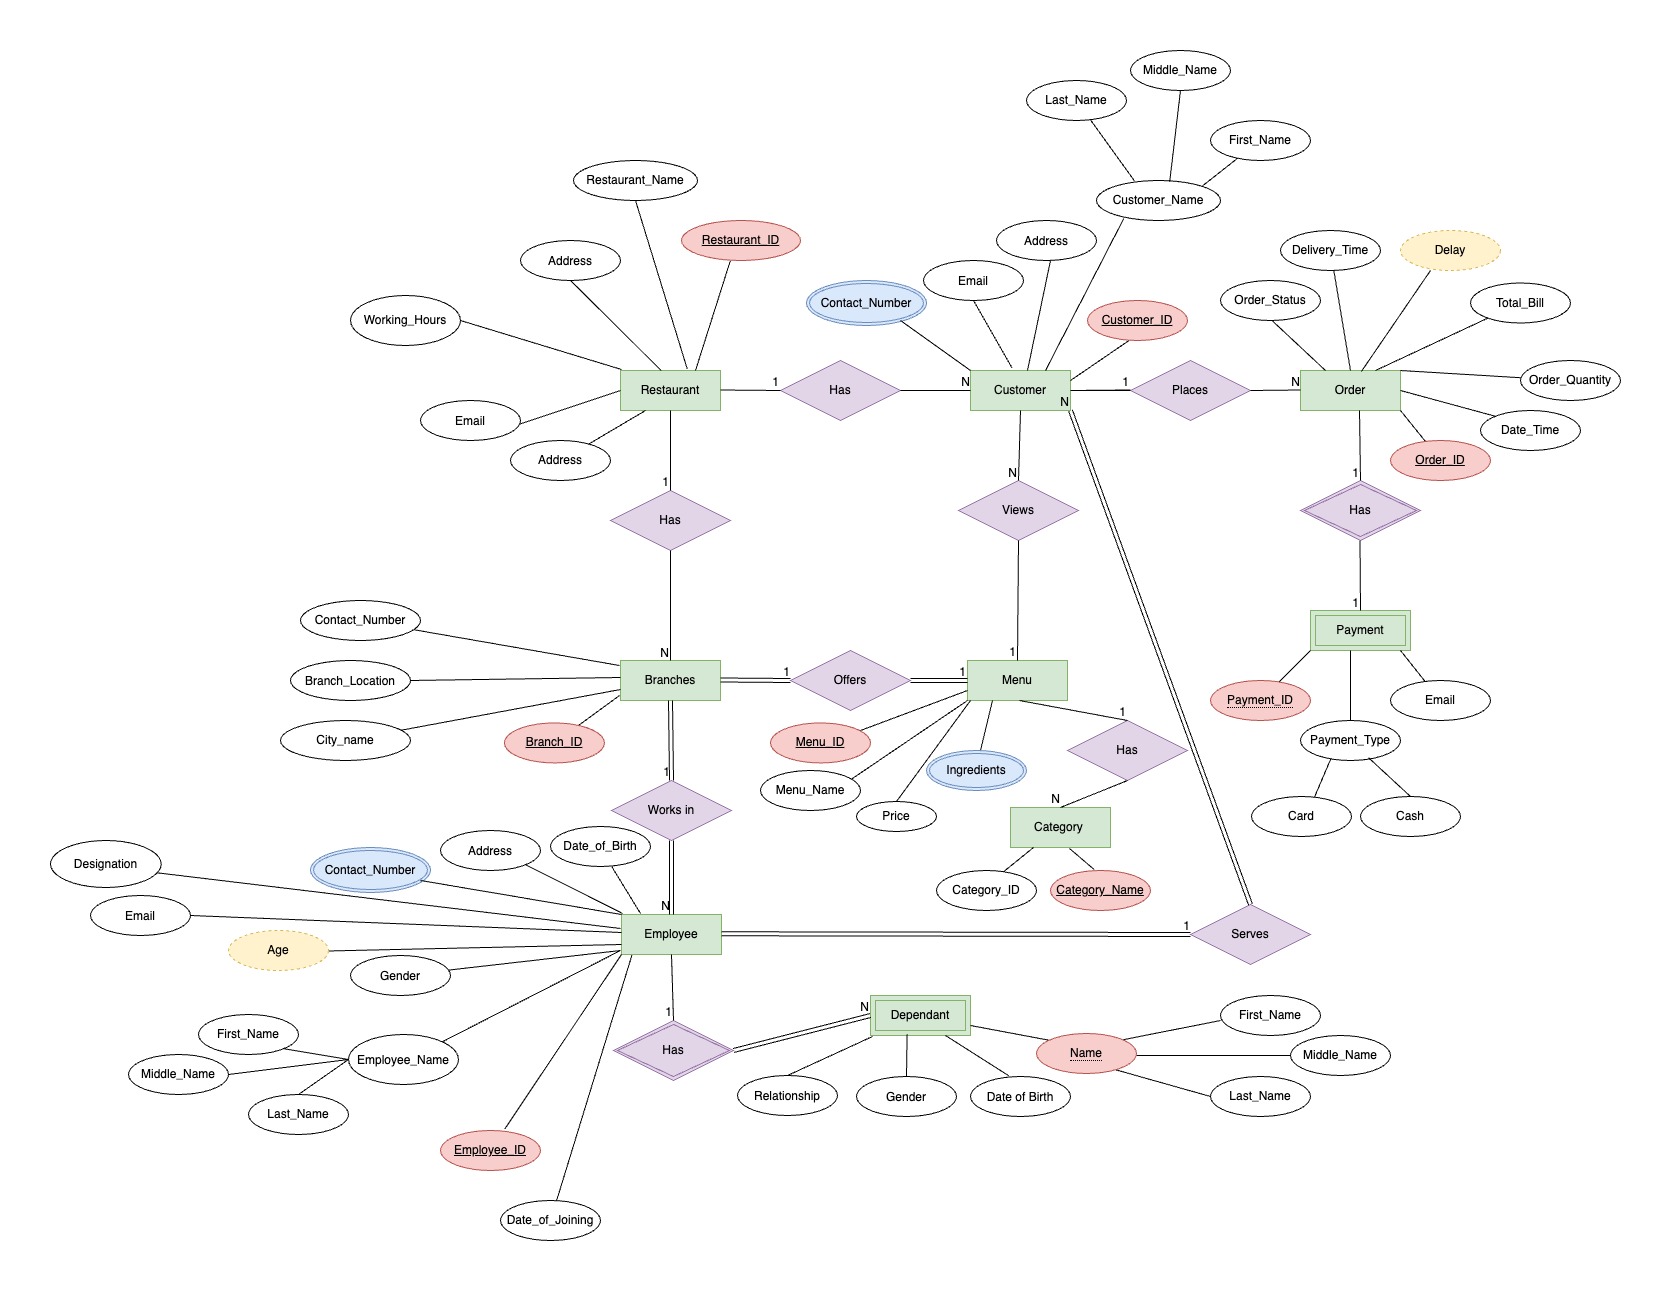 Middle_Name
Last_Name
First_Name
Restaurant_Name
Customer_Name
Restaurant_ID
Address
Delivery_Time
Delay
Address
Email
Contact_Number
Order_Status
Total_Bill
Working_Hours
Customer_ID
Order_Quantity
Restaurant
1
Has
N
Customer
1
Places
N
Order
N
Email
Date_Time
Address
Order_ID
1
N
1
Has
Views
Has
N
1
1
Contact_Number
Payment
Branch_Location
Branches
1
Offers
1
Menu
Payment_ID
Email
City_name
Branch_ID
Menu_ID
1
Payment_Type
1
Ingredients
Has
Menu_Name
N
Works in
Price
Category
Card
Cash
Designation
Contact_Number
Address
Date_of_Birth
Category_ID
Category_Name
Email
N
Employee
1
Serves
Age
Gender
First_Name
1
N
Dependant
First_Name
Middle_Name
Employee_Name
Has
Name
Middle_Name
Last_Name
Relationship
Gender
Date of Birth
Last_Name
Employee_ID
Date_of_Joining